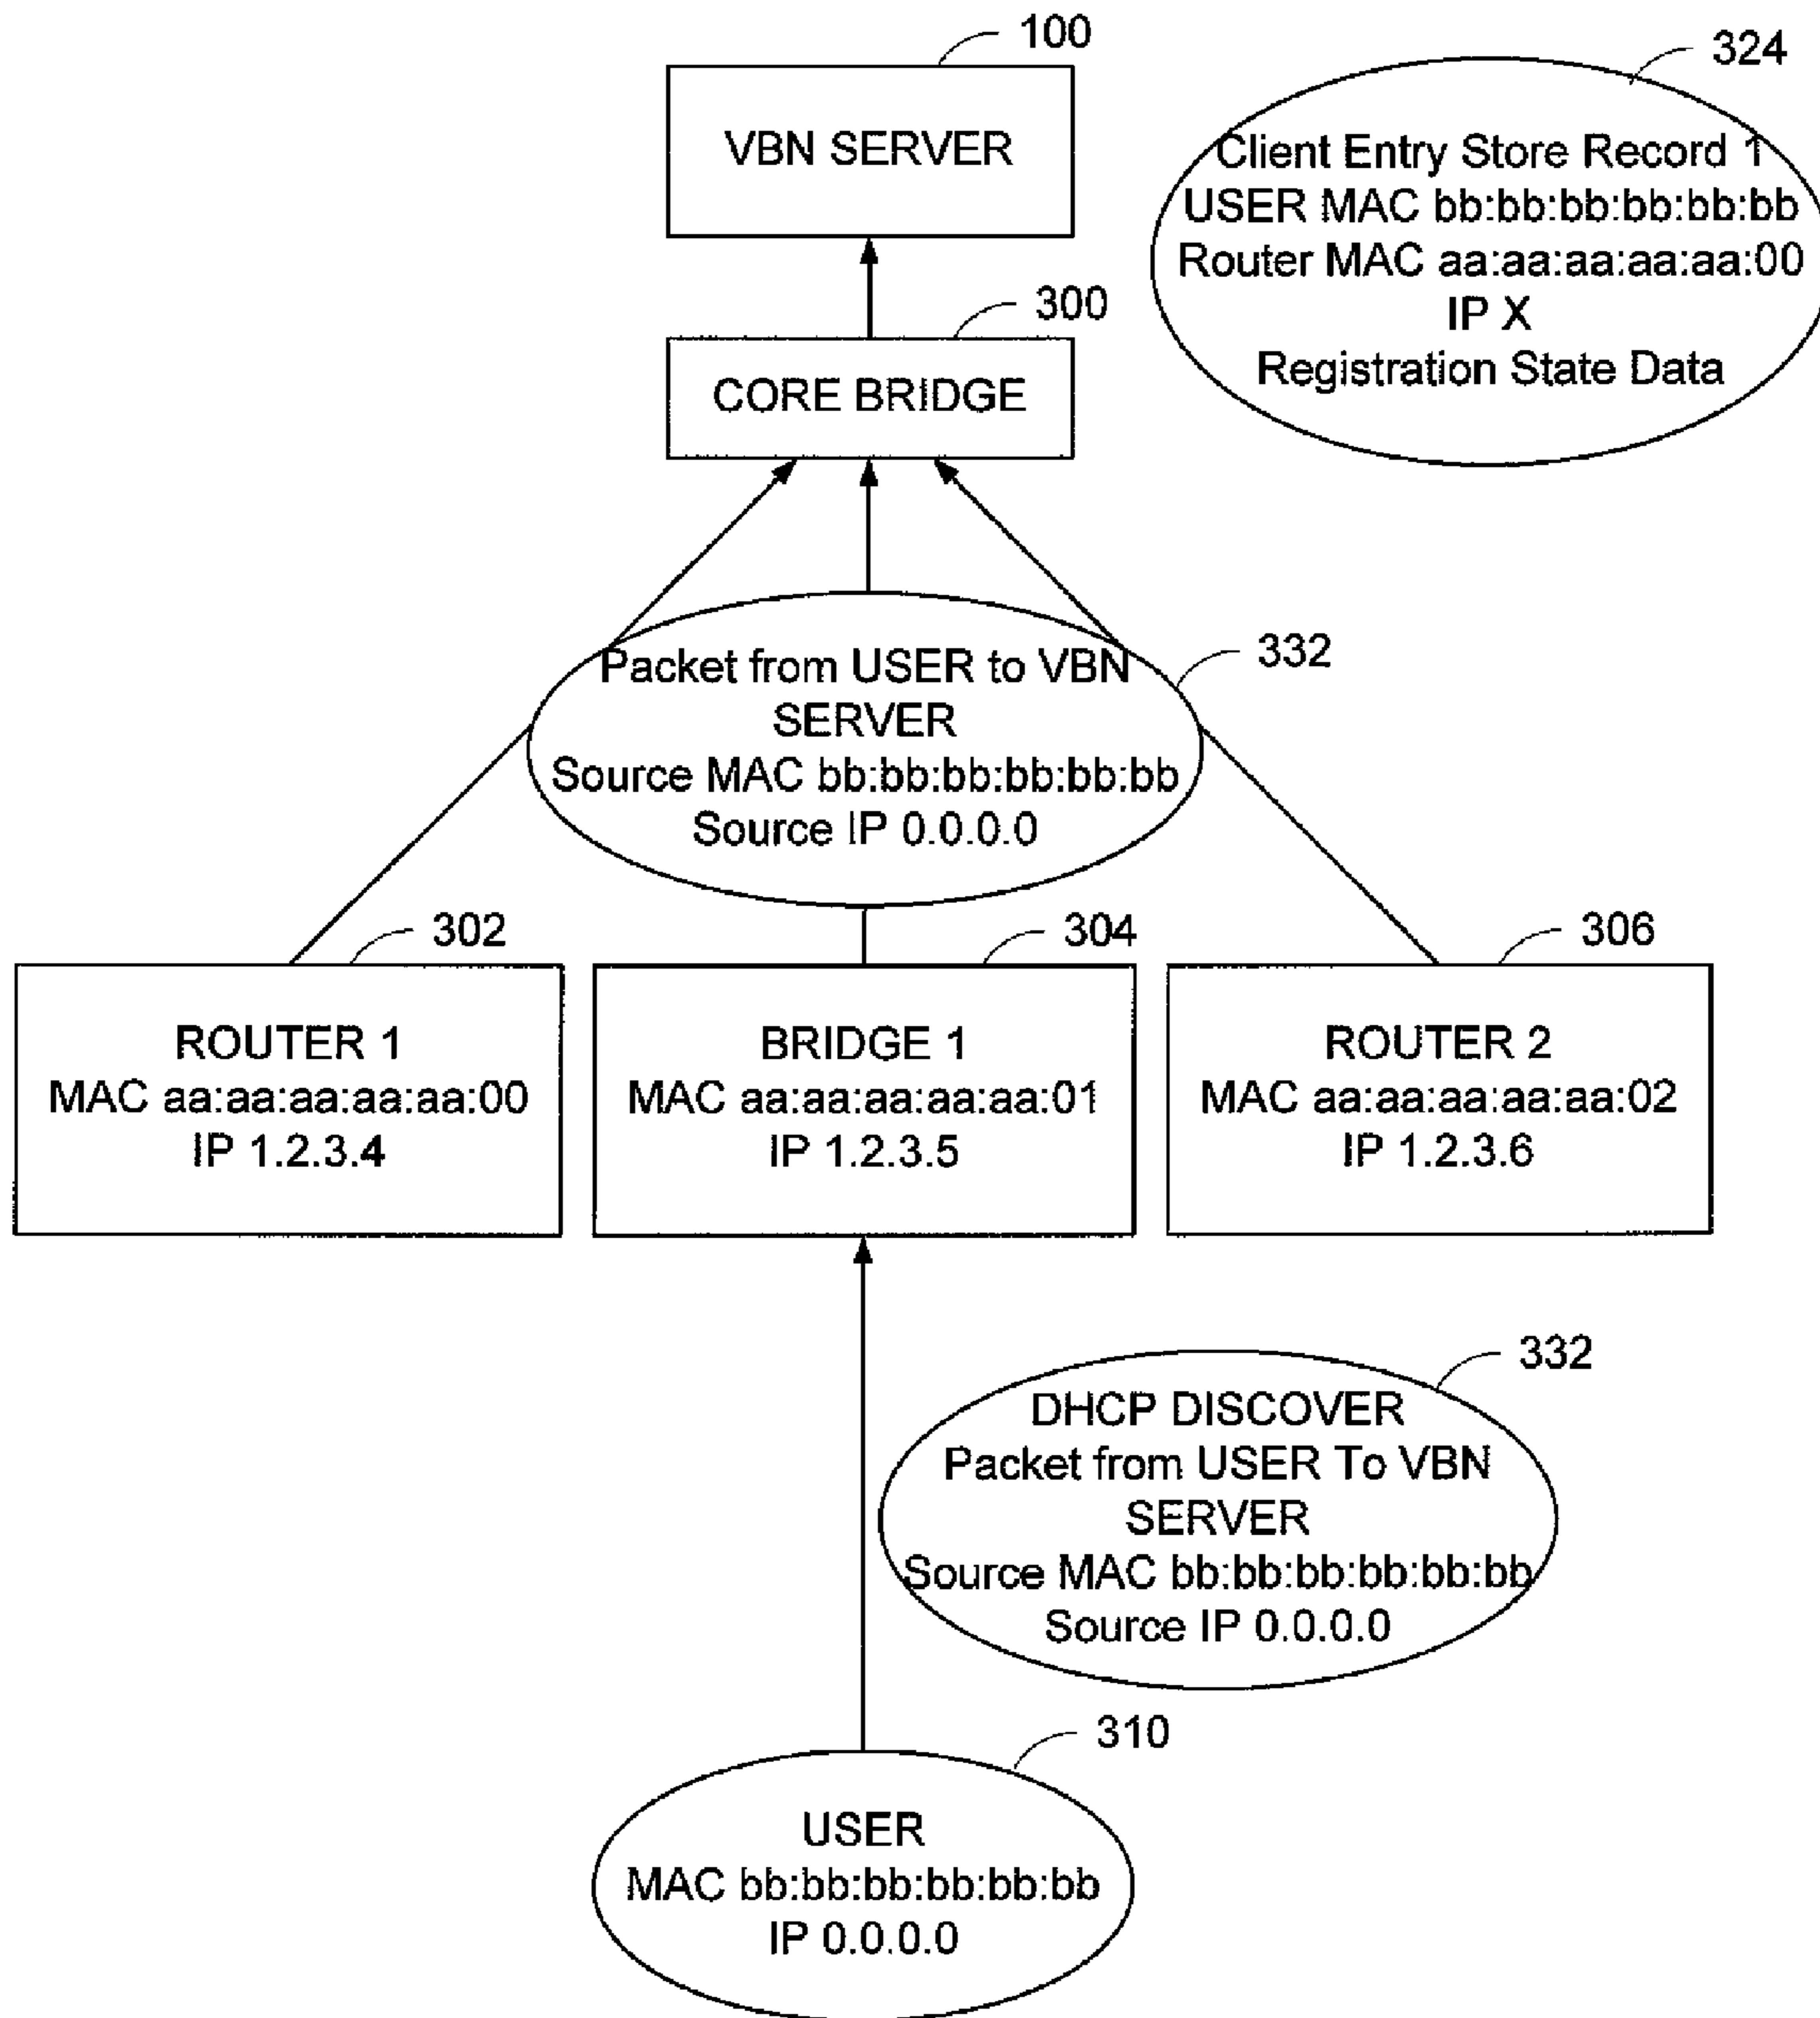 100
VBN SERVER
324
Client Entry Store Record 1
USER MAC bb:bb:bb:bb:bb:bb
Router MAC aa:aa:aa:aa:aa:00
IP X
Registration State Data
300
CORE BRIDGE
332
Packet from USER to VBN
SERVER
Source MAC bb:bb:bb:bb:bb:bb
Source IP 0.0.0.0
302
ROUTER 1
MAC aa:aa:aa:aa:aa:00
IP 1.2.3.4
304
BRIDGE 1
MAC aa:aa:aa:aa:aa:01
IP 1.2.3.5
306
ROUTER 2
MAC aa:aa:aa:aa:aa:02
IP 1.2.3.6
332
DHCP DISCOVER
Packet from USER To VBN
SERVER
Source MAC bb:bb:bb:bb:bb:bb
Source IP 0.0.0.0
310
USER
MAC bb:bb:bb:bb:bb:bb
IP 0.0.0.0